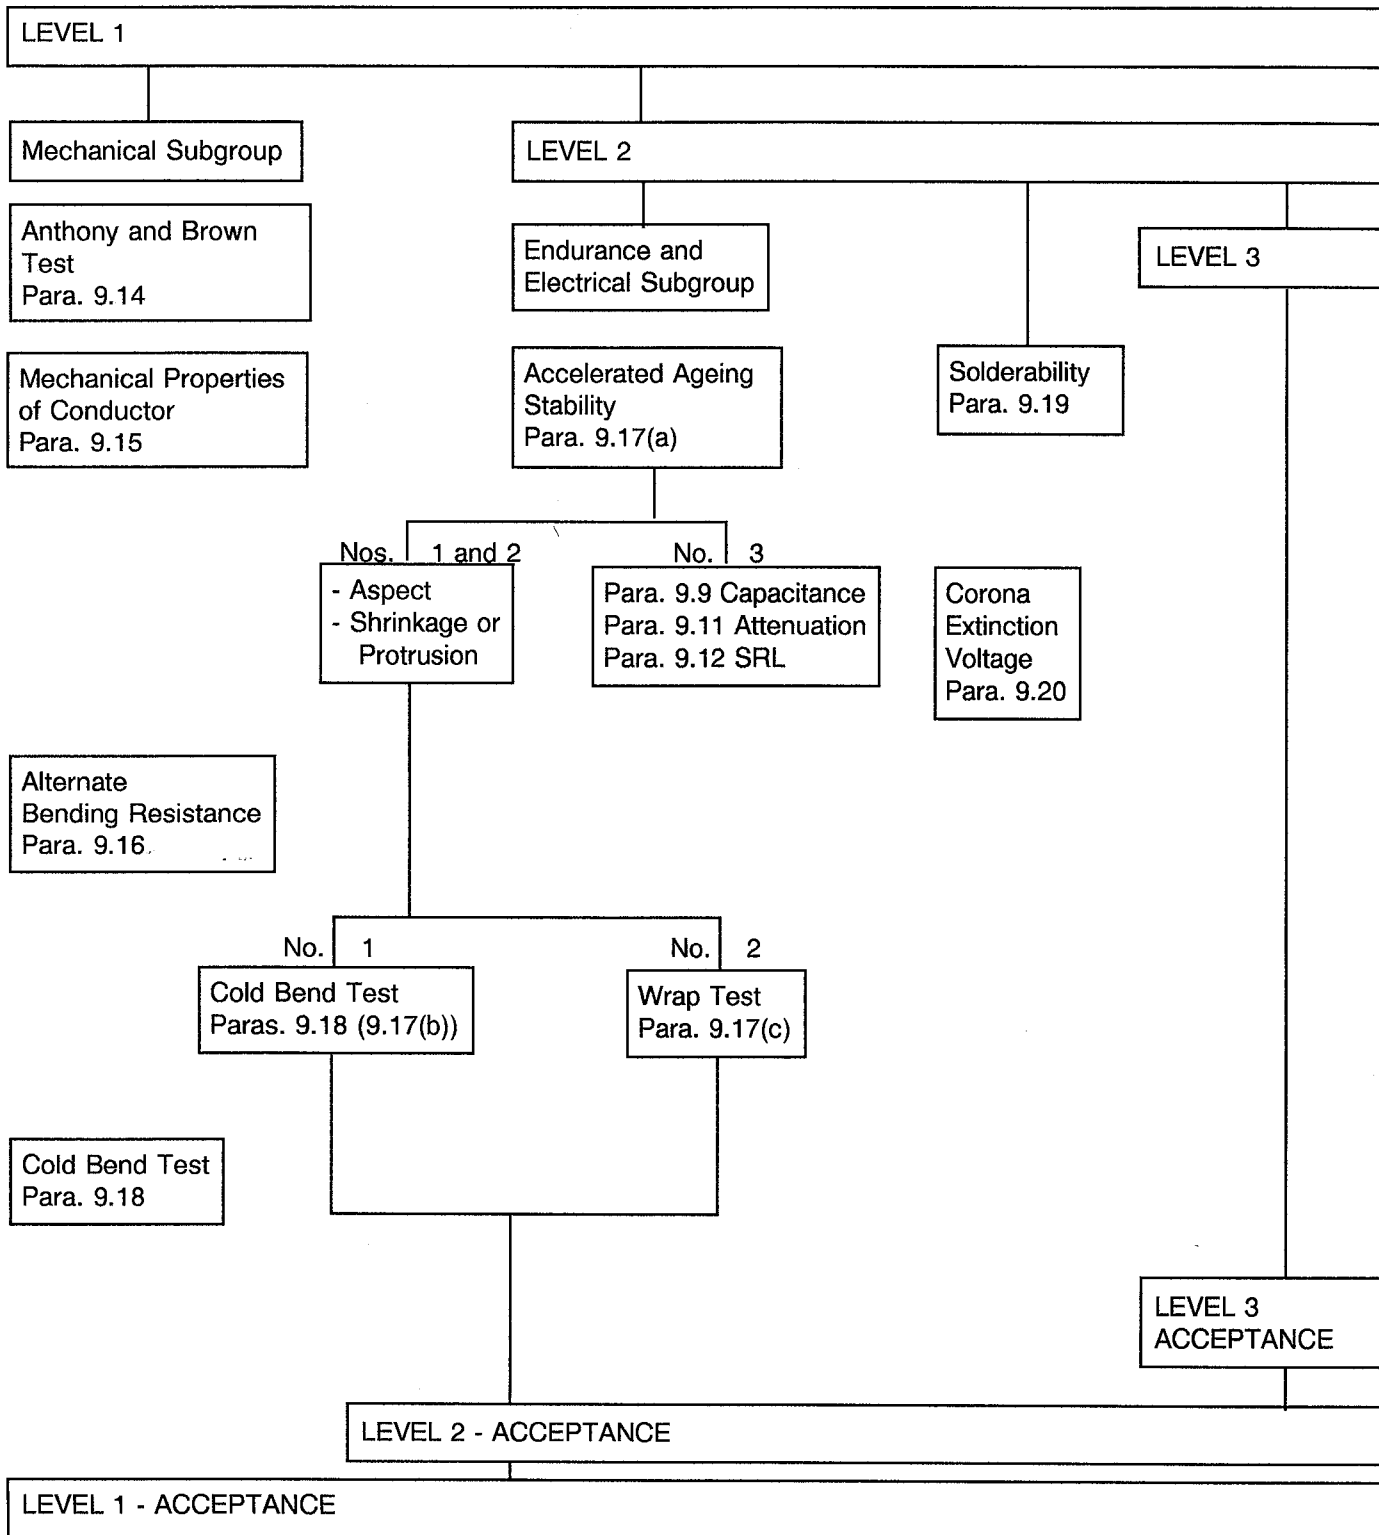 LEVEL 1
Mechanical Subgroup
LEVEL 2
Anthony and Brown
Test
Para. 9.14
Endurance and
Electrical Subgroup
LEVEL 3
Mechanical Properties
of Conductor
Para. 9.15
Accelerated Ageing
Stability
Para. 9.17(a)
Solderability
Para. 9.19
Nos. 1 and 2
No. 3
- Aspect
- Shrinkage or
Protrusion
Para. 9.9 Capacitance
Para. 9.11 Attenuation
Para. 9.12 SRL
Corona
Extinction
Voltage
Para. 9.20
Alternate
Bending Resistance
Para. 9.16
No. 1
No. 2
Cold Bend Test
Paras. 9.18 (9.17(b))
Wrap Test
Para. 9.17(c)
Cold Bend Test
Para. 9.18
LEVEL 3
ACCEPTANCE
LEVEL 2 - ACCEPTANCE
LEVEL 1 - ACCEPTANCE